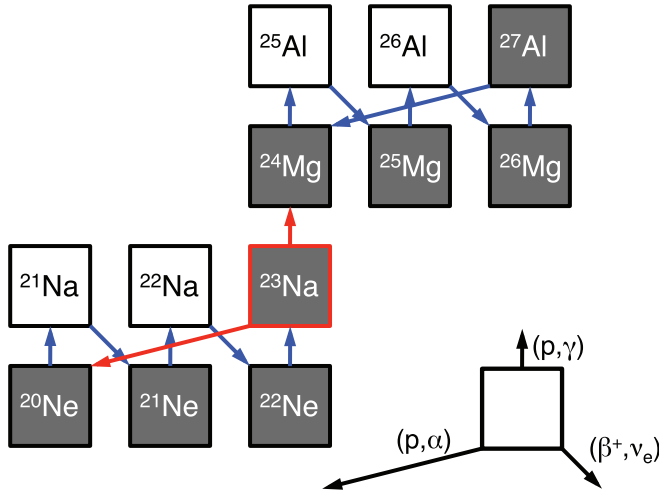 ²⁵Al ²⁶Al ²⁷Al
²⁴Mg ²⁵Mg ²⁶Mg
²¹Na ²²Na ²³Na
²⁰Ne ²¹Ne ²²Ne
(p,γ)
(p,α)
(β⁺,νₑ)